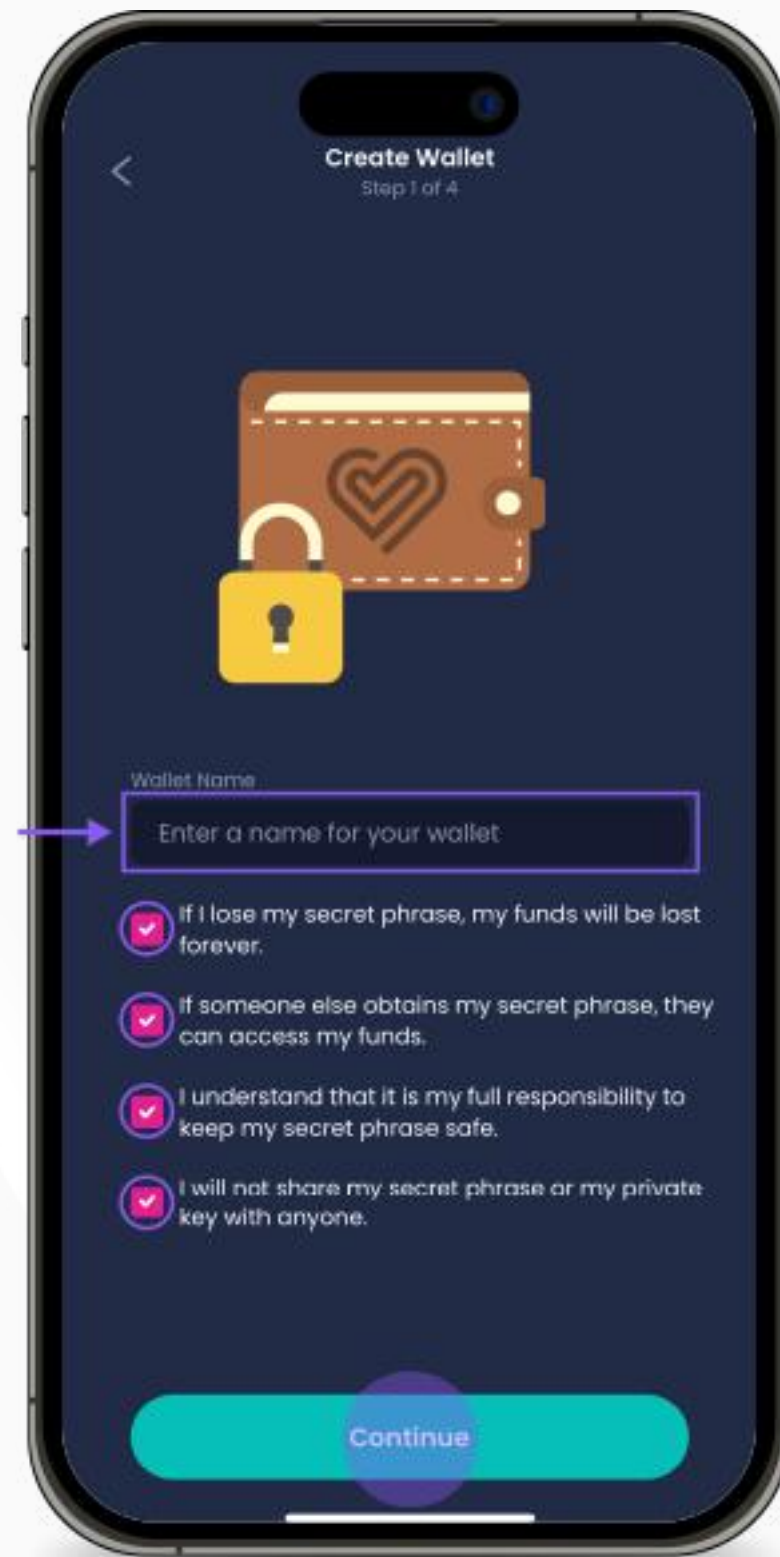 Create Wallet
Step 1 of 4
Wallet Name
Enter a name for your wallet
If I lose my secret phrase, my funds will be lost
forever.
If someone else obtains my secret phrase, they
can access my funds.
I understand that it is my full responsibility to
keep my secret phrase safe.
I will not share my secret phrase or my private
key with anyone.
Continue